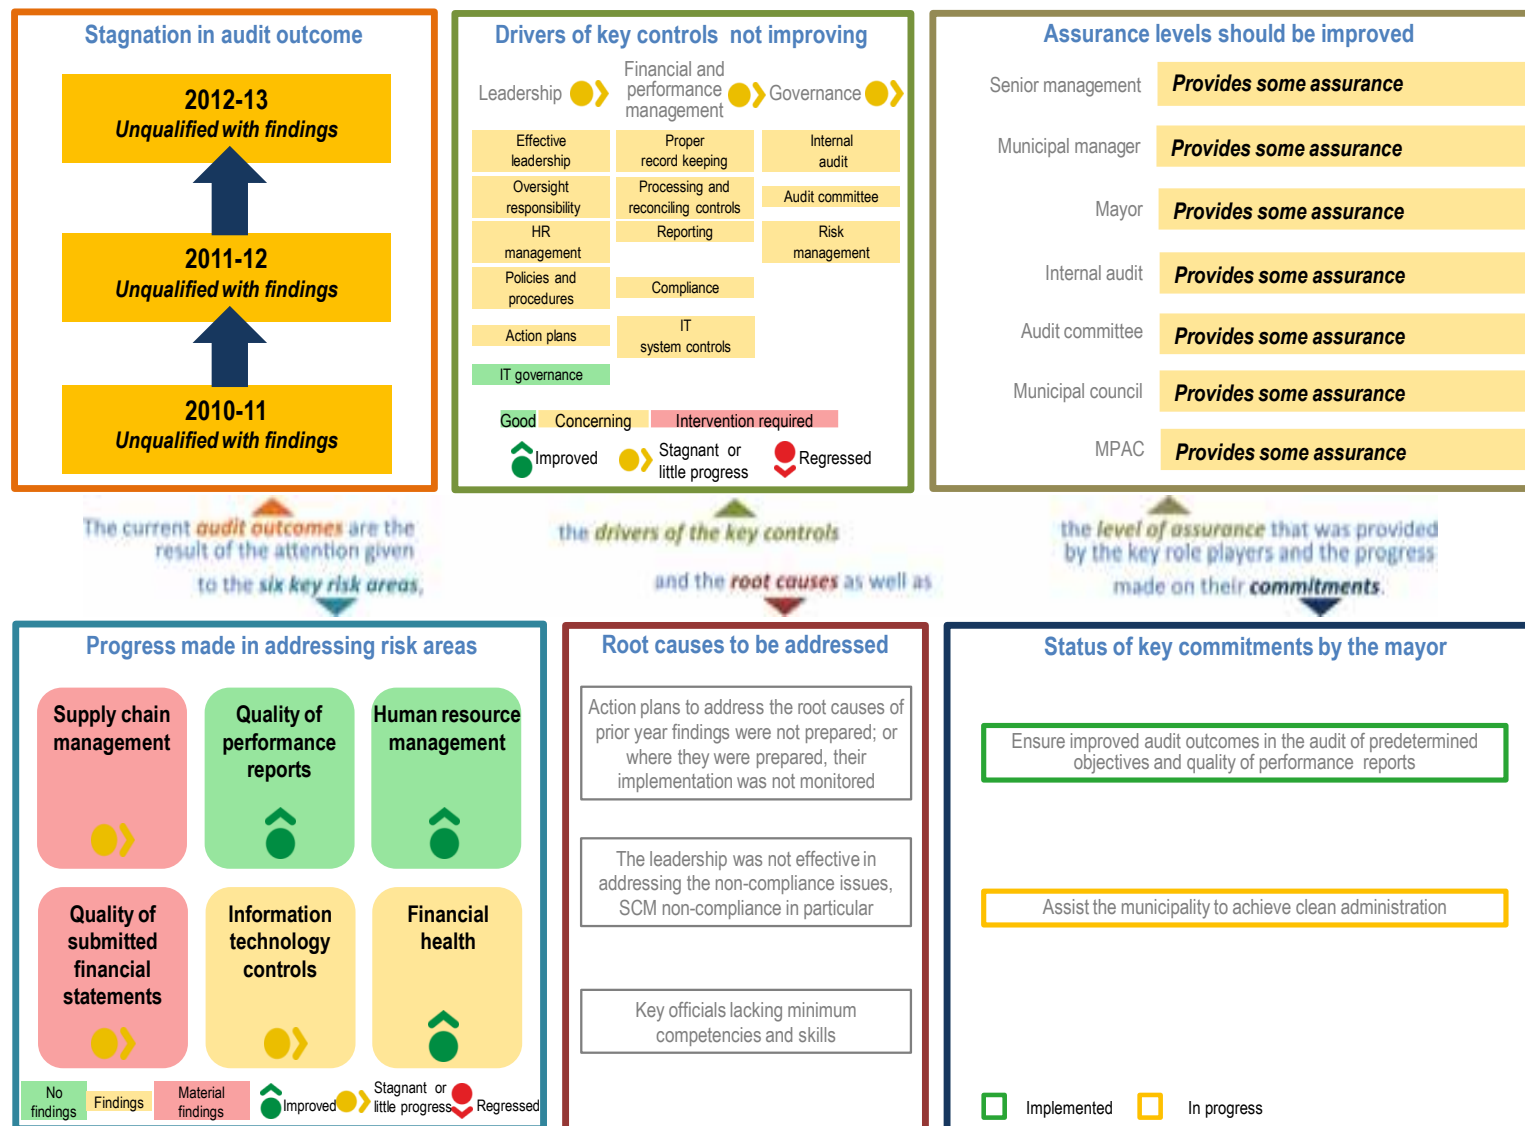 Stagnation in audit outcome
2012-13
Unqualified with findings
2011-12
Unqualified with findings
2010-11
Unqualified with findings
Drivers of key controls not improving
Leadership
Financial and
performance
management
Governance
Effective
leadership
Oversight
responsibility
HR
management
Policies and
procedures
Action plans
IT governance
Proper
record keeping
Processing and
reconciling controls
Reporting
Compliance
IT
system controls
Internal
audit
Audit committee
Risk
management
Good
Concerning
Intervention required
Improved
Stagnant or
little progress
Regressed
Assurance levels should be improved
Senior management
Provides some assurance
Municipal manager
Provides some assurance
Mayor
Provides some assurance
Internal audit
Provides some assurance
Audit committee
Provides some assurance
Municipal council
Provides some assurance
MPAC
Provides some assurance
The current audit outcomes are the
result of the attention given
to the six key risk areas,
the drivers of the key controls
and the root causes as well as
the level of assurance that was provided
by the key role players and the progress
made on their commitments.
Progress made in addressing risk areas
Supply chain
management
Quality of
performance
reports
Human resource
management
Quality of
submitted
financial
statements
Information
technology
controls
Financial
health
No
findings
Findings
Material
findings
Improved
Stagnant or
little progress
Regressed
Root causes to be addressed
Action plans to address the root causes of
prior year findings were not prepared; or
where they were prepared, their
implementation was not monitored
The leadership was not effective in
addressing the non-compliance issues,
SCM non-compliance in particular
Key officials lacking minimum
competencies and skills
Status of key commitments by the mayor
Ensure improved audit outcomes in the audit of predetermined
objectives and quality of performance reports
Assist the municipality to achieve clean administration
Implemented
In progress